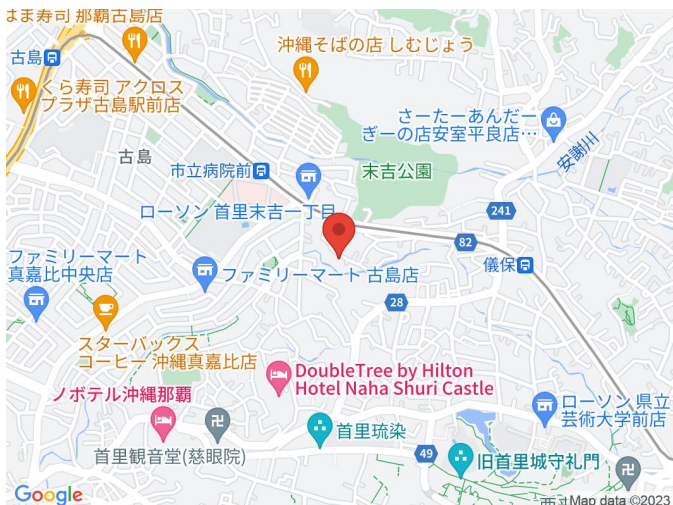 はま寿司 那覇古島店
古島
沖縄そばの店 しむじょう
くら寿司 アクロス
プラザ古島駅前店
さーたーあんだー
ぎーの店安室平良店…
古島
安謝川
市立病院前
末吉公園
ローソン 首里末吉一丁目
241
82
ファミリーマート
真嘉比中央店
ファミリーマート 古島店
儀保
28
スターバックス
コーヒー 沖縄真嘉比店
DoubleTree by Hilton
Hotel Naha Shuri Castle
ノボテル沖縄那覇
ローソン 県立
芸術大学前店
首里琉染
首里観音堂(慈眼院)
49
旧首里城守礼門
Google
Map data ©2023